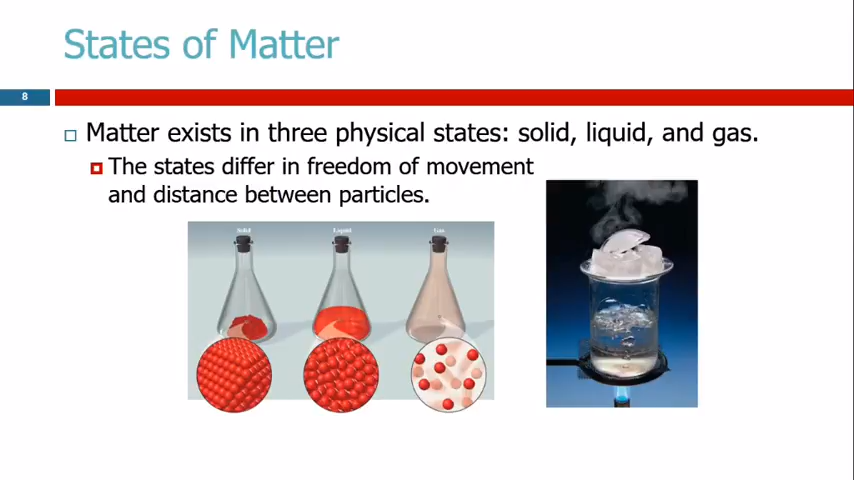 States of Matter
8
Matter exists in three physical states: solid, liquid, and gas.
The states differ in freedom of movement
and distance between particles.
Solid Liquid Gas